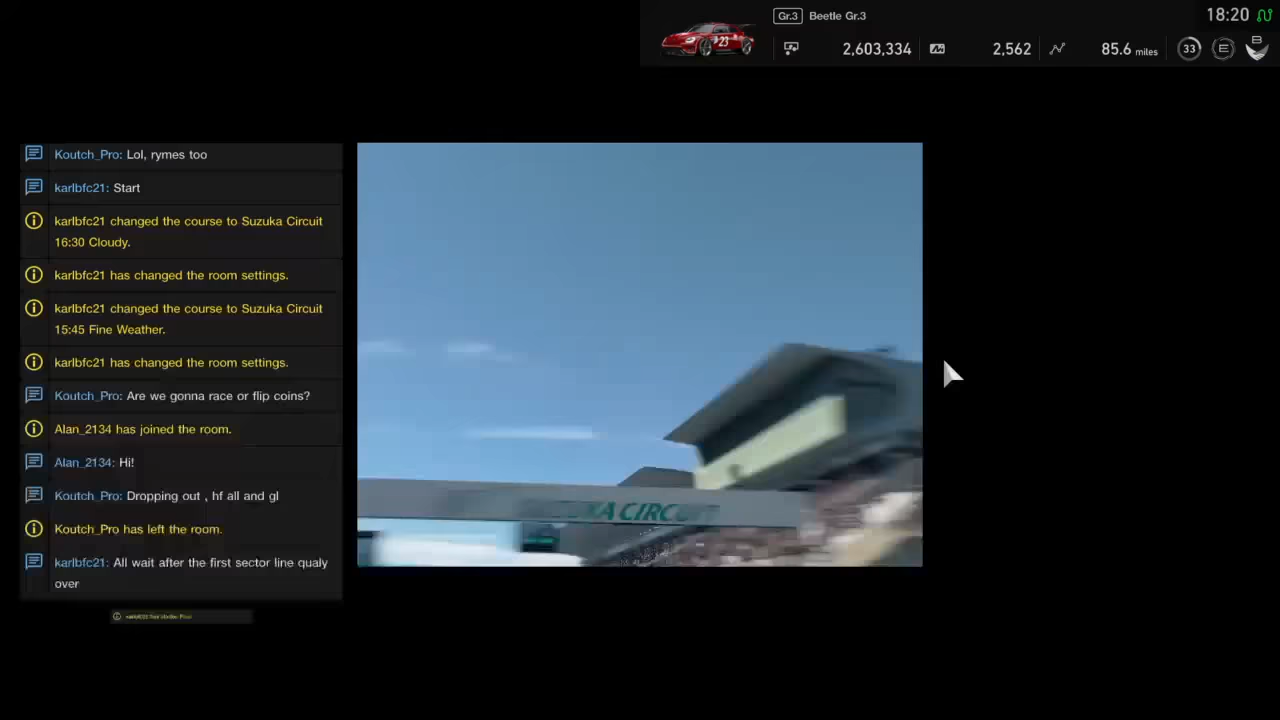 Gr.3 Beetle Gr.3
18:20
23
2,603,334
2,562
85.6 miles
33
E
B
Koutch_Pro: Lol, rymes too
karlbfc21: Start
karlbfc21 changed the course to Suzuka Circuit
16:30 Cloudy.
karlbfc21 has changed the room settings.
karlbfc21 changed the course to Suzuka Circuit
15:45 Fine Weather.
karlbfc21 has changed the room settings.
Koutch_Pro: Are we gonna race or flip coins?
Alan_2134 has joined the room.
Alan_2134: Hi!
Koutch_Pro: Dropping out , hf all and gl
Koutch_Pro has left the room.
karlbfc21: All wait after the first sector line qualy
over